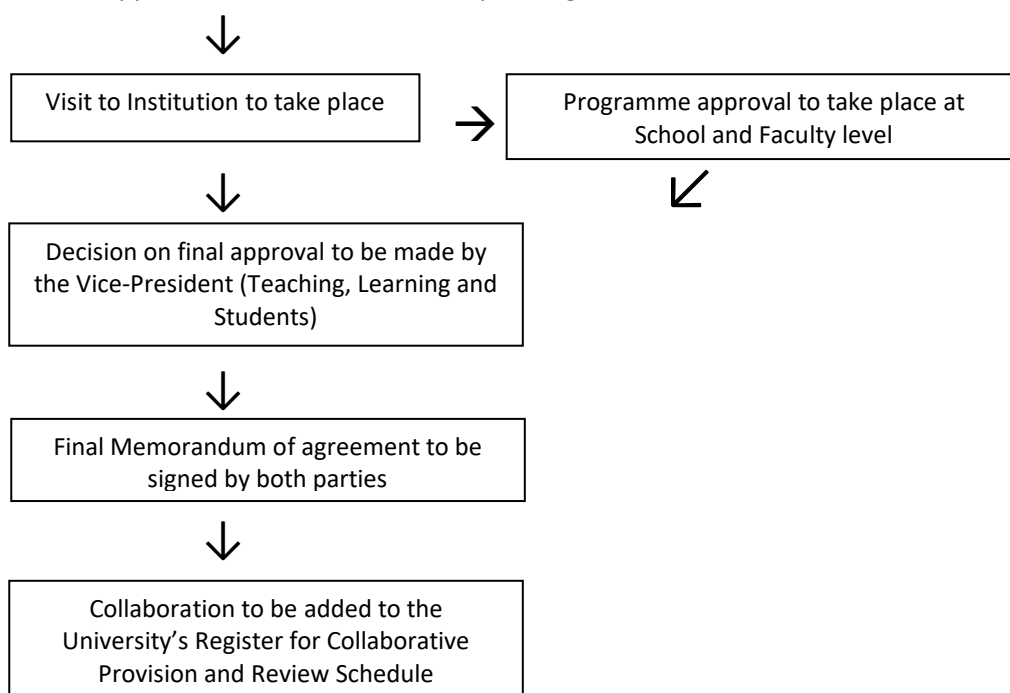 Visit to Institution to take place
Programme approval to take place at
School and Faculty level
Decision on final approval to be made by
the Vice-President (Teaching, Learning and
Students)
Final Memorandum of agreement to be
signed by both parties
Collaboration to be added to the
University’s Register for Collaborative
Provision and Review Schedule